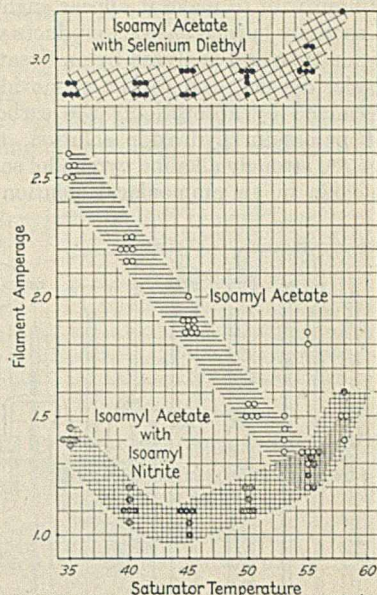 Isoamyl Acetate
with Selenium Diethyl
3.0
2.5
Filament Amperage
2.0
Isoamyl Acetate
1.5
Isoamyl Acetate
with
Isoamyl
Nitrite
1.0
35 40 45 50 55
Saturator Temperature